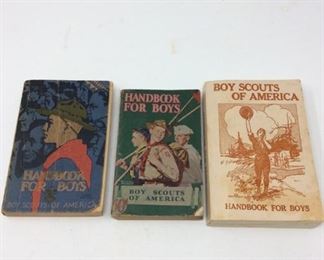 HANDBOOK
FOR BOYS
BOY SCOUTS OF AMERICA
HANDBOOK
FOR BOYS
BOY SCOUTS
OF AMERICA
BOY SCOUTS
OF AMERICA
HANDBOOK FOR BOYS